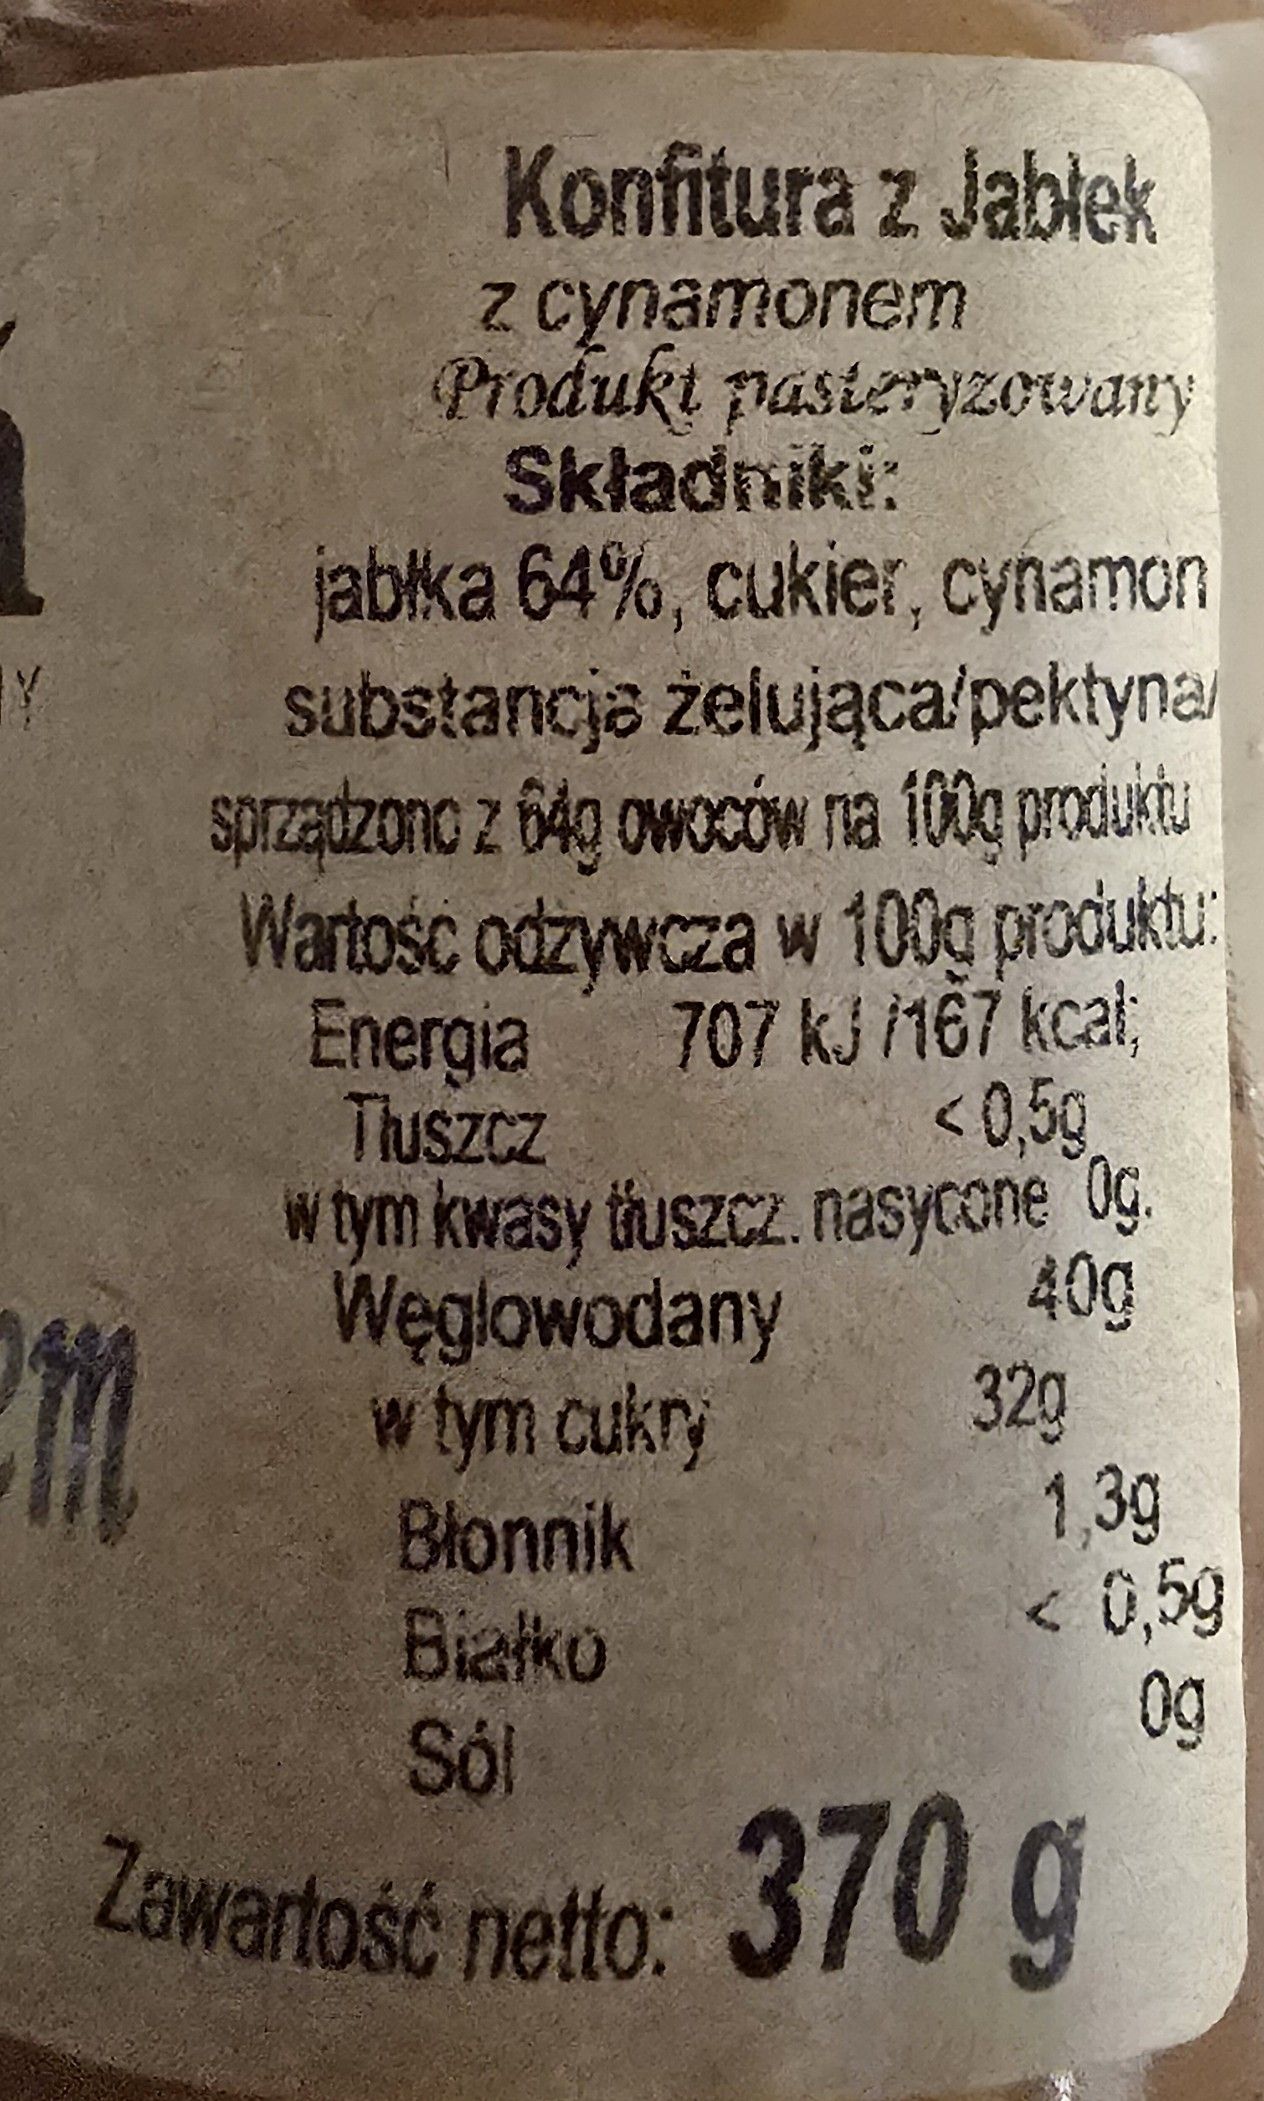 Konfitura z Jabłek
z cynamonem
Produkt pasteryzowany
Składniki:
jabłka 64%, cukier, cynamon
substancja żelująca/pektyna/
sprządzono z 64g owoców na 100g produktu
Wartość odżywcza w 100g produktu:
Energia 707 kJ /167 kcal;
Tłuszcz < 0,5g
w tym kwasy tłuszcz. nasycone 0g.
Węglowodany 40g
w tym cukry 32g
Błonnik 1,3g
Białko < 0,5g
Sól 0g
Zawartość netto: 370 g